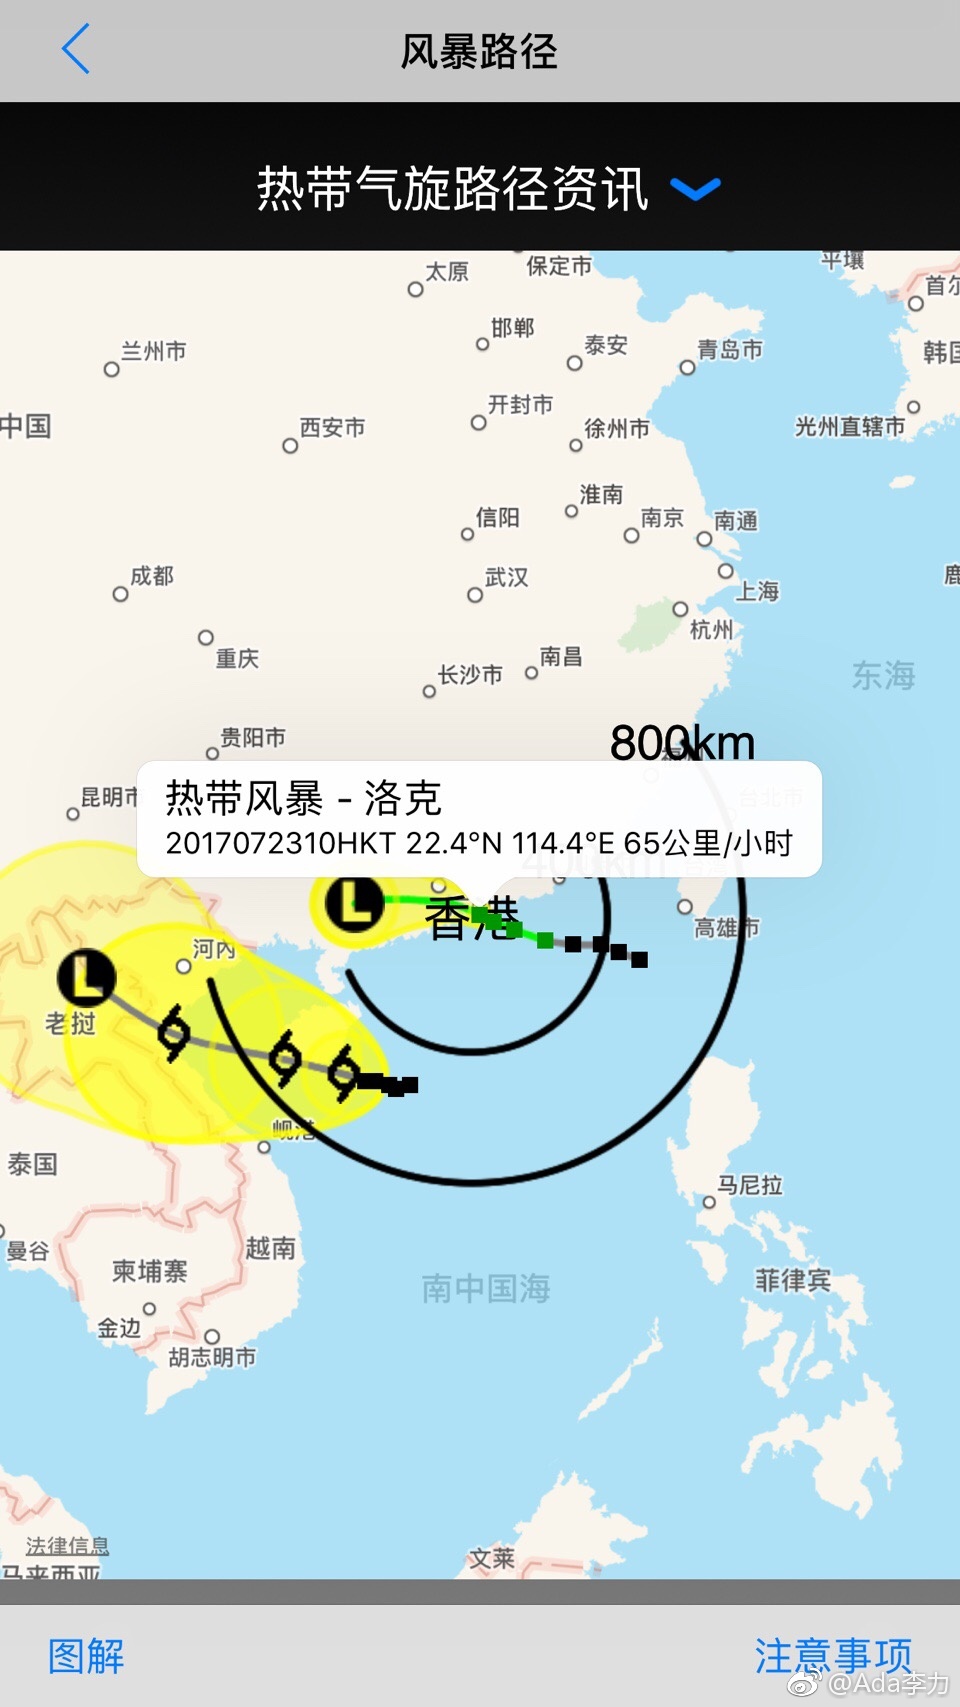 风暴路径
热带气旋路径资讯
保定市
平壤
太原
首尔
邯郸
泰安
青岛市
兰州市
韩国
开封市
中国
西安市
徐州市
光州直辖市
淮南
信阳
南京
南通
成都
武汉
上海
杭州
重庆
南昌
长沙市
东海
贵阳市
800km
昆明市
台北市
热带风暴 - 洛克
2017072310HKT 22.4°N 114.4°E 65公里/小时
400km
L
香港
高雄市
河内
L
老挝
岘港
泰国
马尼拉
曼谷
越南
柬埔寨
菲律宾
南中国海
金边
胡志明市
法律信息
文莱
马来西亚
图解
注意事项
@Ada李力